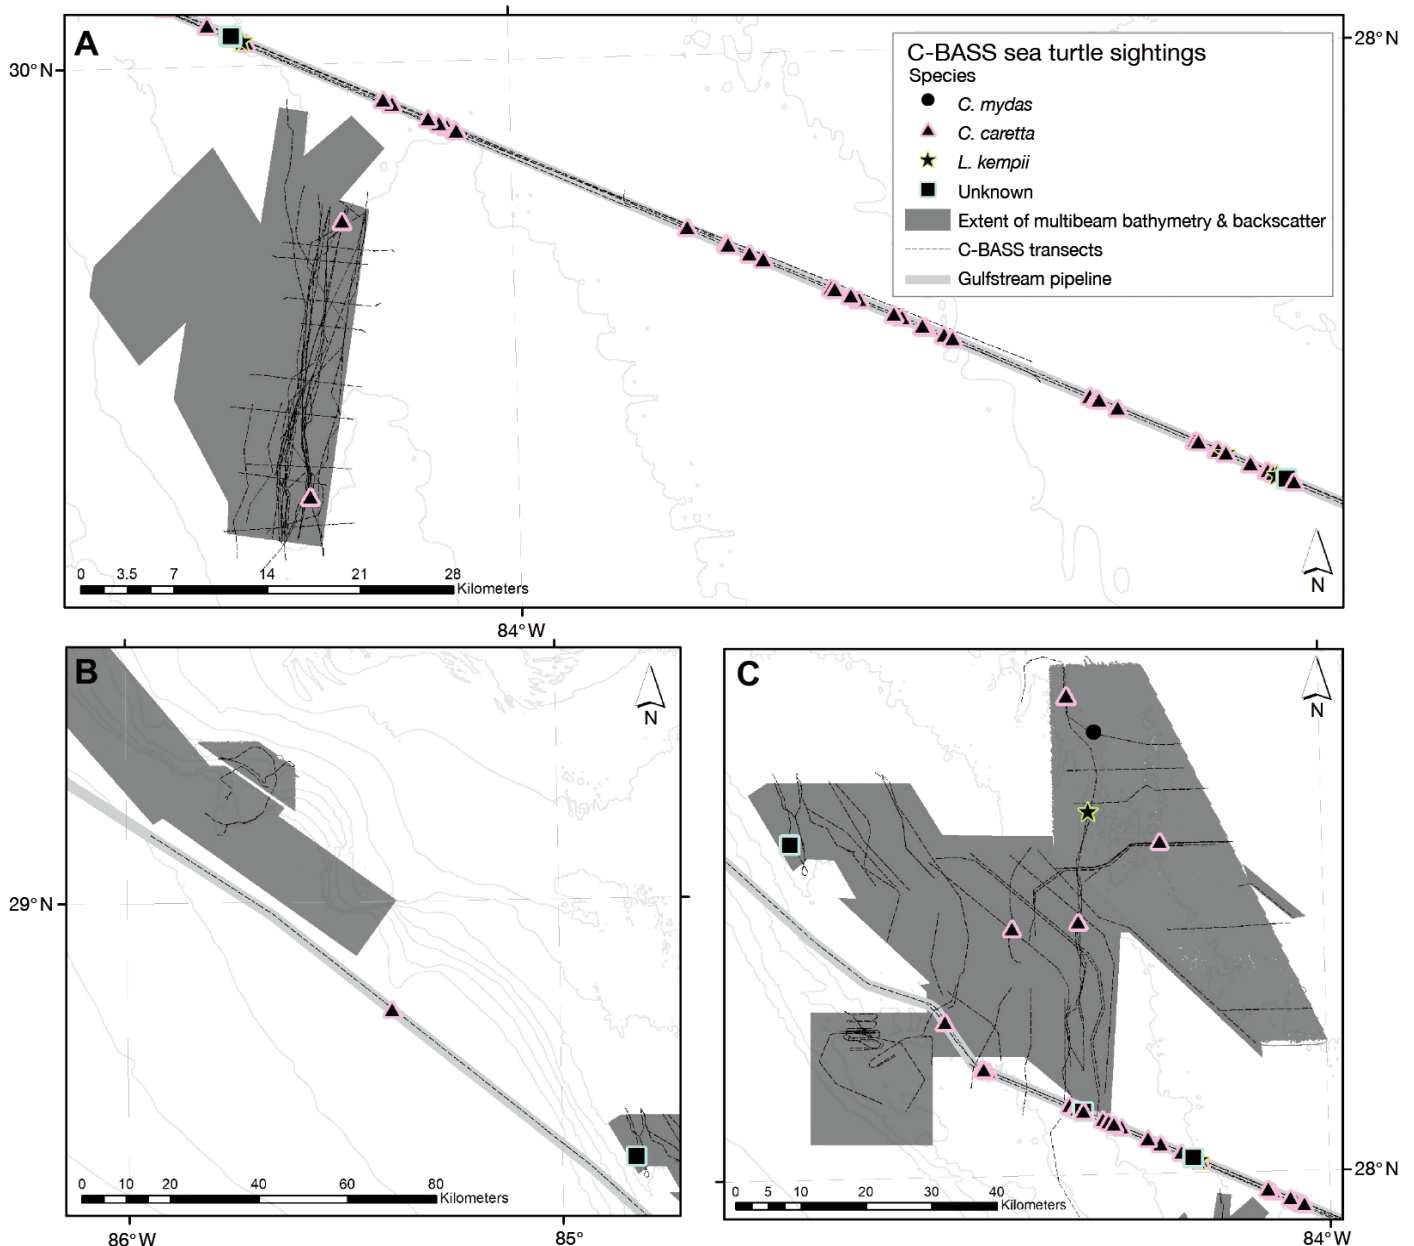 A
30°N
28°N
C-BASS sea turtle sightings
Species
C. mydas
C. caretta
L. kempii
Unknown
Extent of multibeam bathymetry & backscatter
C-BASS transects
Gulfstream pipeline
N
0 3.5 7 14 21 28
Kilometers
84°W
B
N
29°N
0 10 20 40 60 80
Kilometers
86°W
85°
C
N
28°N
0 5 10 20 30 40
Kilometers
84°W